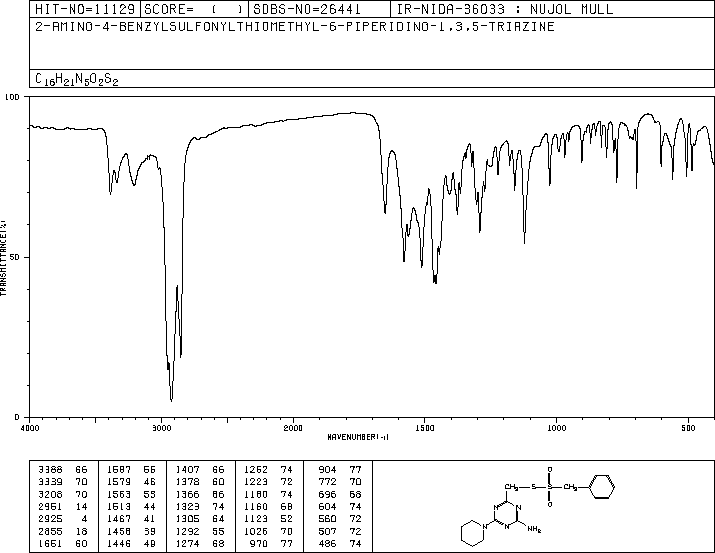 HIT-NO=11129 SCORE= ( ) SDBS-NO=26441 IR-NIDA-36033 : NUJOL MULL
2-AMINO-4-BENZYLSULFONYLTHIOMETHYL-6-PIPERIDINO-1,3,5-TRIAZINE
C16H21N5O2S2
100
50
0
TRANSMITTANCE(%)
4000 3000 2000 1500 1000 500
WAVENUMBER(-1)
3388 66 1587 56 1407 66 1262 74 904 77
3339 70 1579 46 1378 60 1223 72 772 70
3208 70 1563 55 1366 86 1180 74 696 68
2951 14 1513 44 1323 74 1160 68 604 74
2925 4 1467 41 1305 64 1123 52 560 72
2855 18 1458 39 1292 55 1026 70 507 72
1651 60 1446 49 1274 68 970 77 486 74
CH2 S S CH2
O
O
N N
N N
NH2